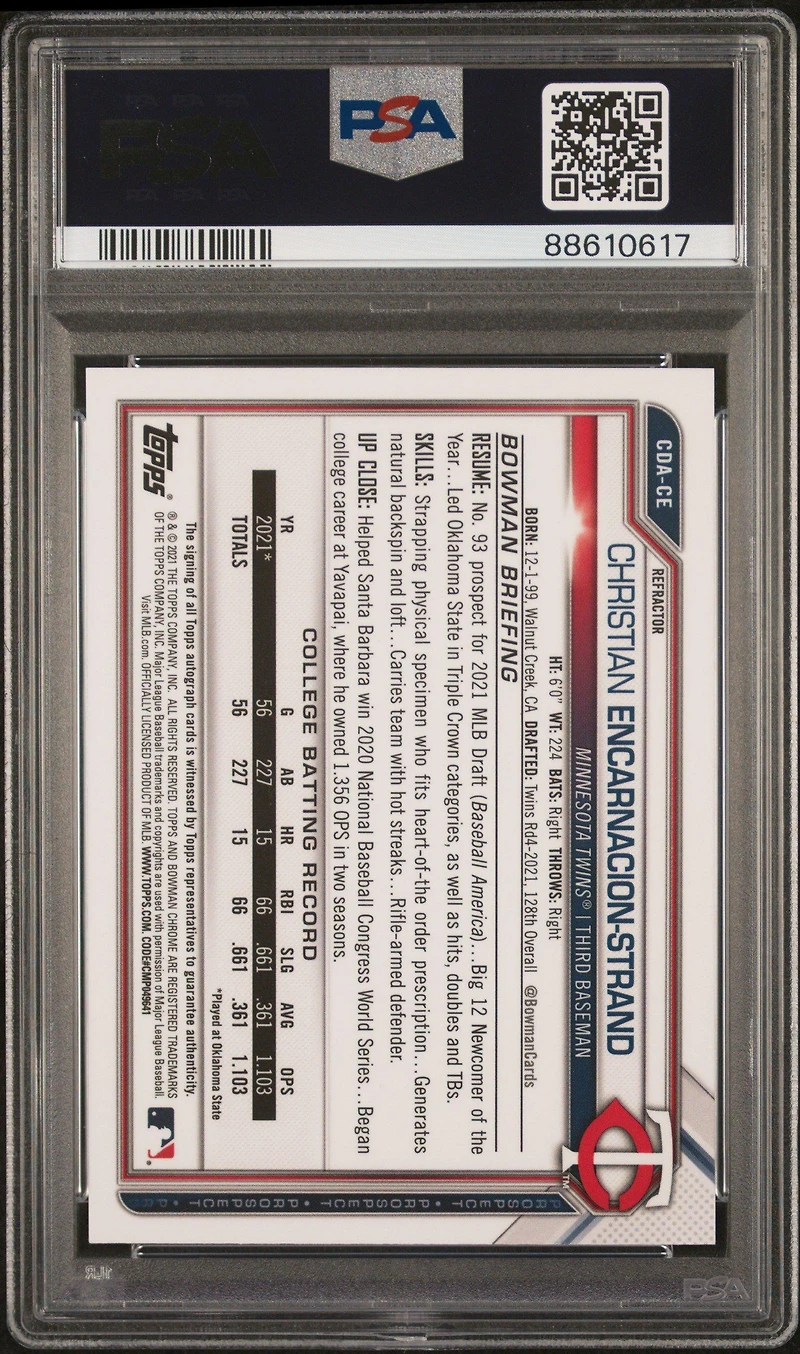 PSA
PSA
88610617
CDA-CE
REFRACTOR
CHRISTIAN ENCARNACION-STRAND
MINNESOTA TWINS® | THIRD BASEMAN
HT: 6'0" WT: 224 BATS: Right THROWS: Right
BORN: 12-1-99, Walnut Creek, CA DRAFTED: Twins Rd4-2021, 128th Overall @BowmanCards
BOWMAN BRIEFING
RESUME: No. 93 prospect for 2021 MLB Draft (Baseball America)...Big 12 Newcomer of the
Year...Led Oklahoma State in Triple Crown categories, as well as hits, doubles and TBs.
SKILLS: Strapping physical specimen who fits heart-of-the order prescription...Generates
natural backspin and loft...Carries team with hot streaks...Rifle-armed defender.
UP CLOSE: Helped Santa Barbara win 2020 National Baseball Congress World Series...Began
college career at Yavapai, where he owned 1.356 OPS in two seasons.
COLLEGE BATTING RECORD
YR G AB HR RBI SLG AVG OPS
2021* 56 227 15 66 .661 .361 1.103
TOTALS 56 227 15 66 .661 .361 1.103
*Played at Oklahoma State
The signing of all Topps autograph cards is witnessed by Topps representatives to guarantee authenticity.
® & © 2021 THE TOPPS COMPANY, INC. ALL RIGHTS RESERVED. TOPPS AND BOWMAN CHROME ARE REGISTERED TRADEMARKS
OF THE TOPPS COMPANY, INC. Major League Baseball trademarks and copyrights are used with permission of Major League Baseball.
Visit MLB.com. OFFICIALLY LICENSED PRODUCT OF MLB. WWW.TOPPS.COM. CODE#CMP049641
topps®
TC
TM
PROSPECT • PROSPECT • PROSPECT
PSA